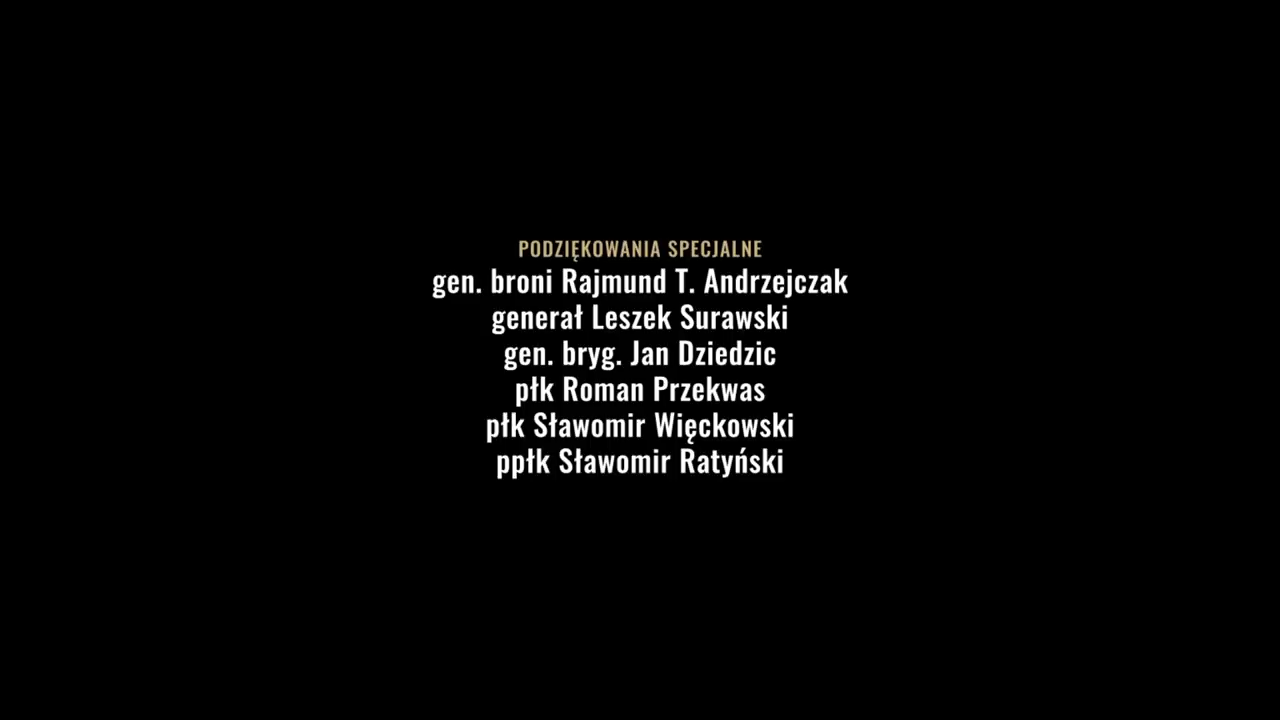 PODZIĘKOWANIA SPECJALNE
gen. broni Rajmund T. Andrzejczak
generał Leszek Surawski
gen. bryg. Jan Dziedzic
płk Roman Przekwas
płk Sławomir Więckowski
ppłk Sławomir Ratyński